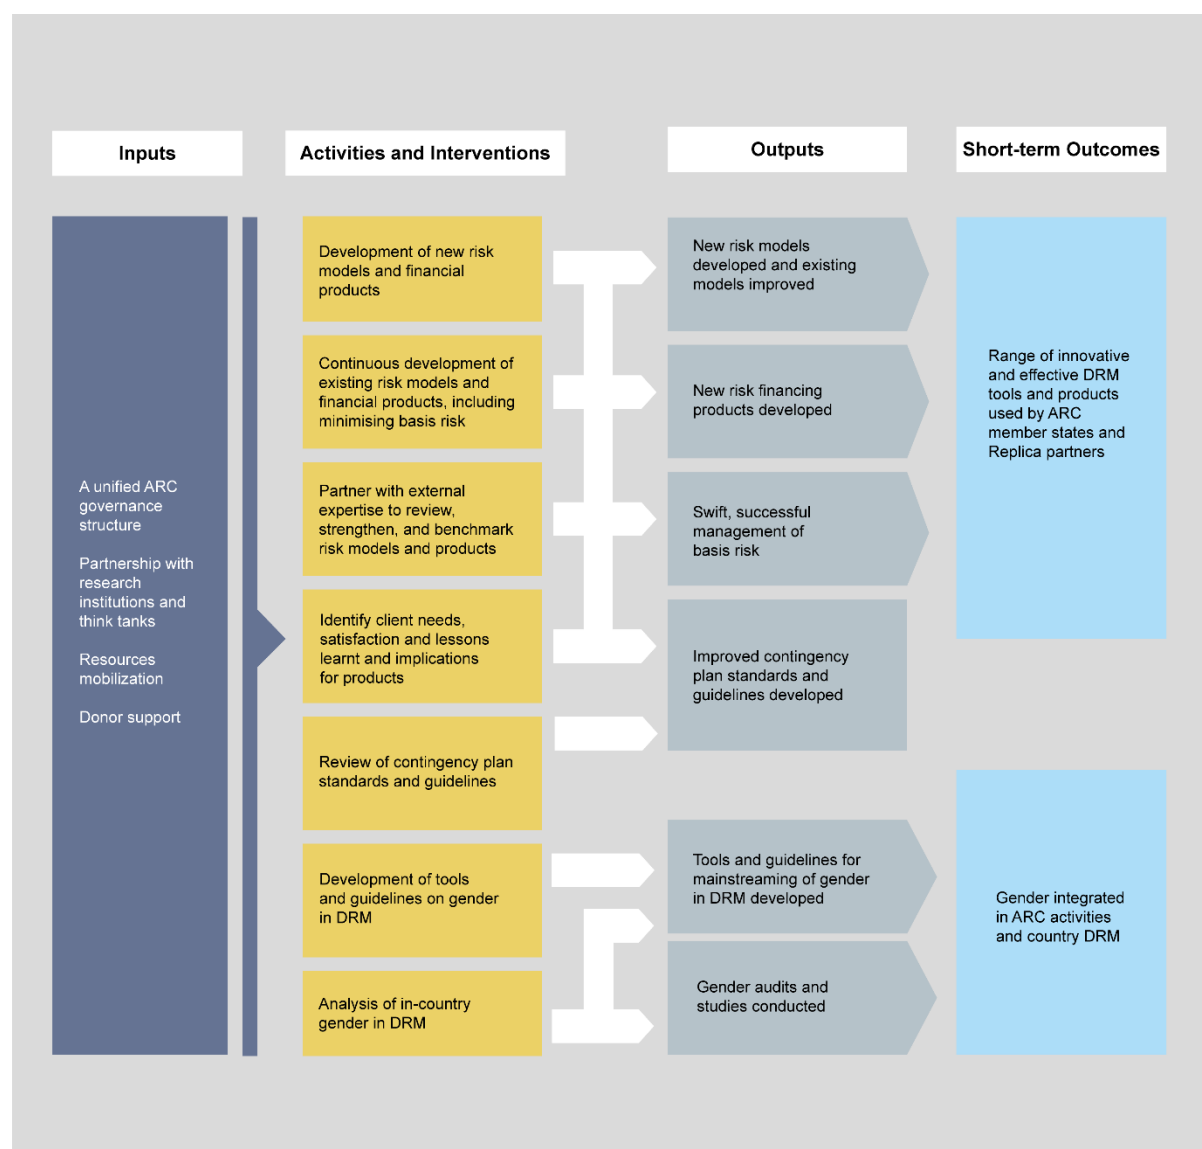 Inputs
Activities and Interventions
Outputs
Short-term Outcomes
A unified ARC
governance
structure
Partnership with
research
institutions and
think tanks
Resources
mobilization
Donor support
Development of new risk
models and financial
products
Continuous development of
existing risk models and
financial products, including
minimising basis risk
Partner with external
expertise to review,
strengthen, and benchmark
risk models and products
Identify client needs,
satisfaction and lessons
learnt and implications
for products
Review of contingency plan
standards and guidelines
Development of tools
and guidelines on gender
in DRM
Analysis of in-country
gender in DRM
New risk models
developed and existing
models improved
New risk financing
products developed
Swift, successful
management of
basis risk
Improved contingency
plan standards and
guidelines developed
Tools and guidelines for
mainstreaming of gender
in DRM developed
Gender audits and
studies conducted
Range of innovative
and effective DRM
tools and products
used by ARC
member states and
Replica partners
Gender integrated
in ARC activities
and country DRM